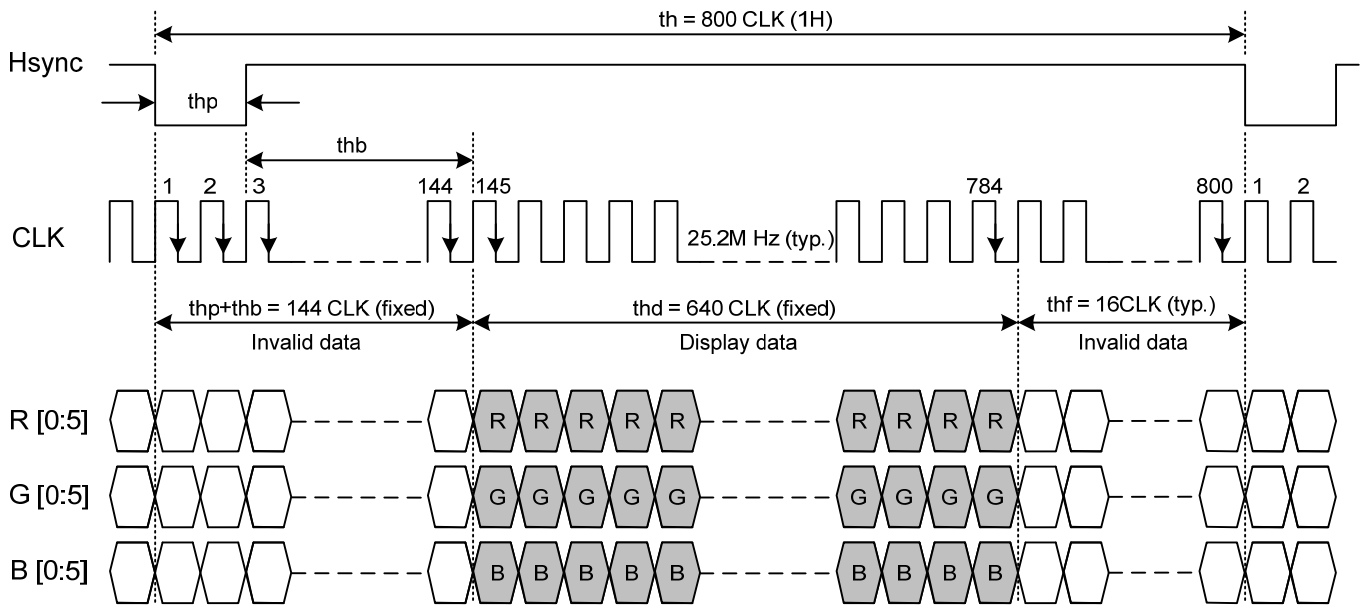 th = 800 CLK (1H)
Hsync
thp
thb
1 2 3 144 145 784 800 1 2
CLK
25.2M Hz (typ.)
thp+thb = 144 CLK (fixed) thd = 640 CLK (fixed) thf = 16CLK (typ.)
Invalid data Display data Invalid data
R [0:5] R R R R R R R R R
G [0:5] G G G G G G G G G
B [0:5] B B B B B B B B B